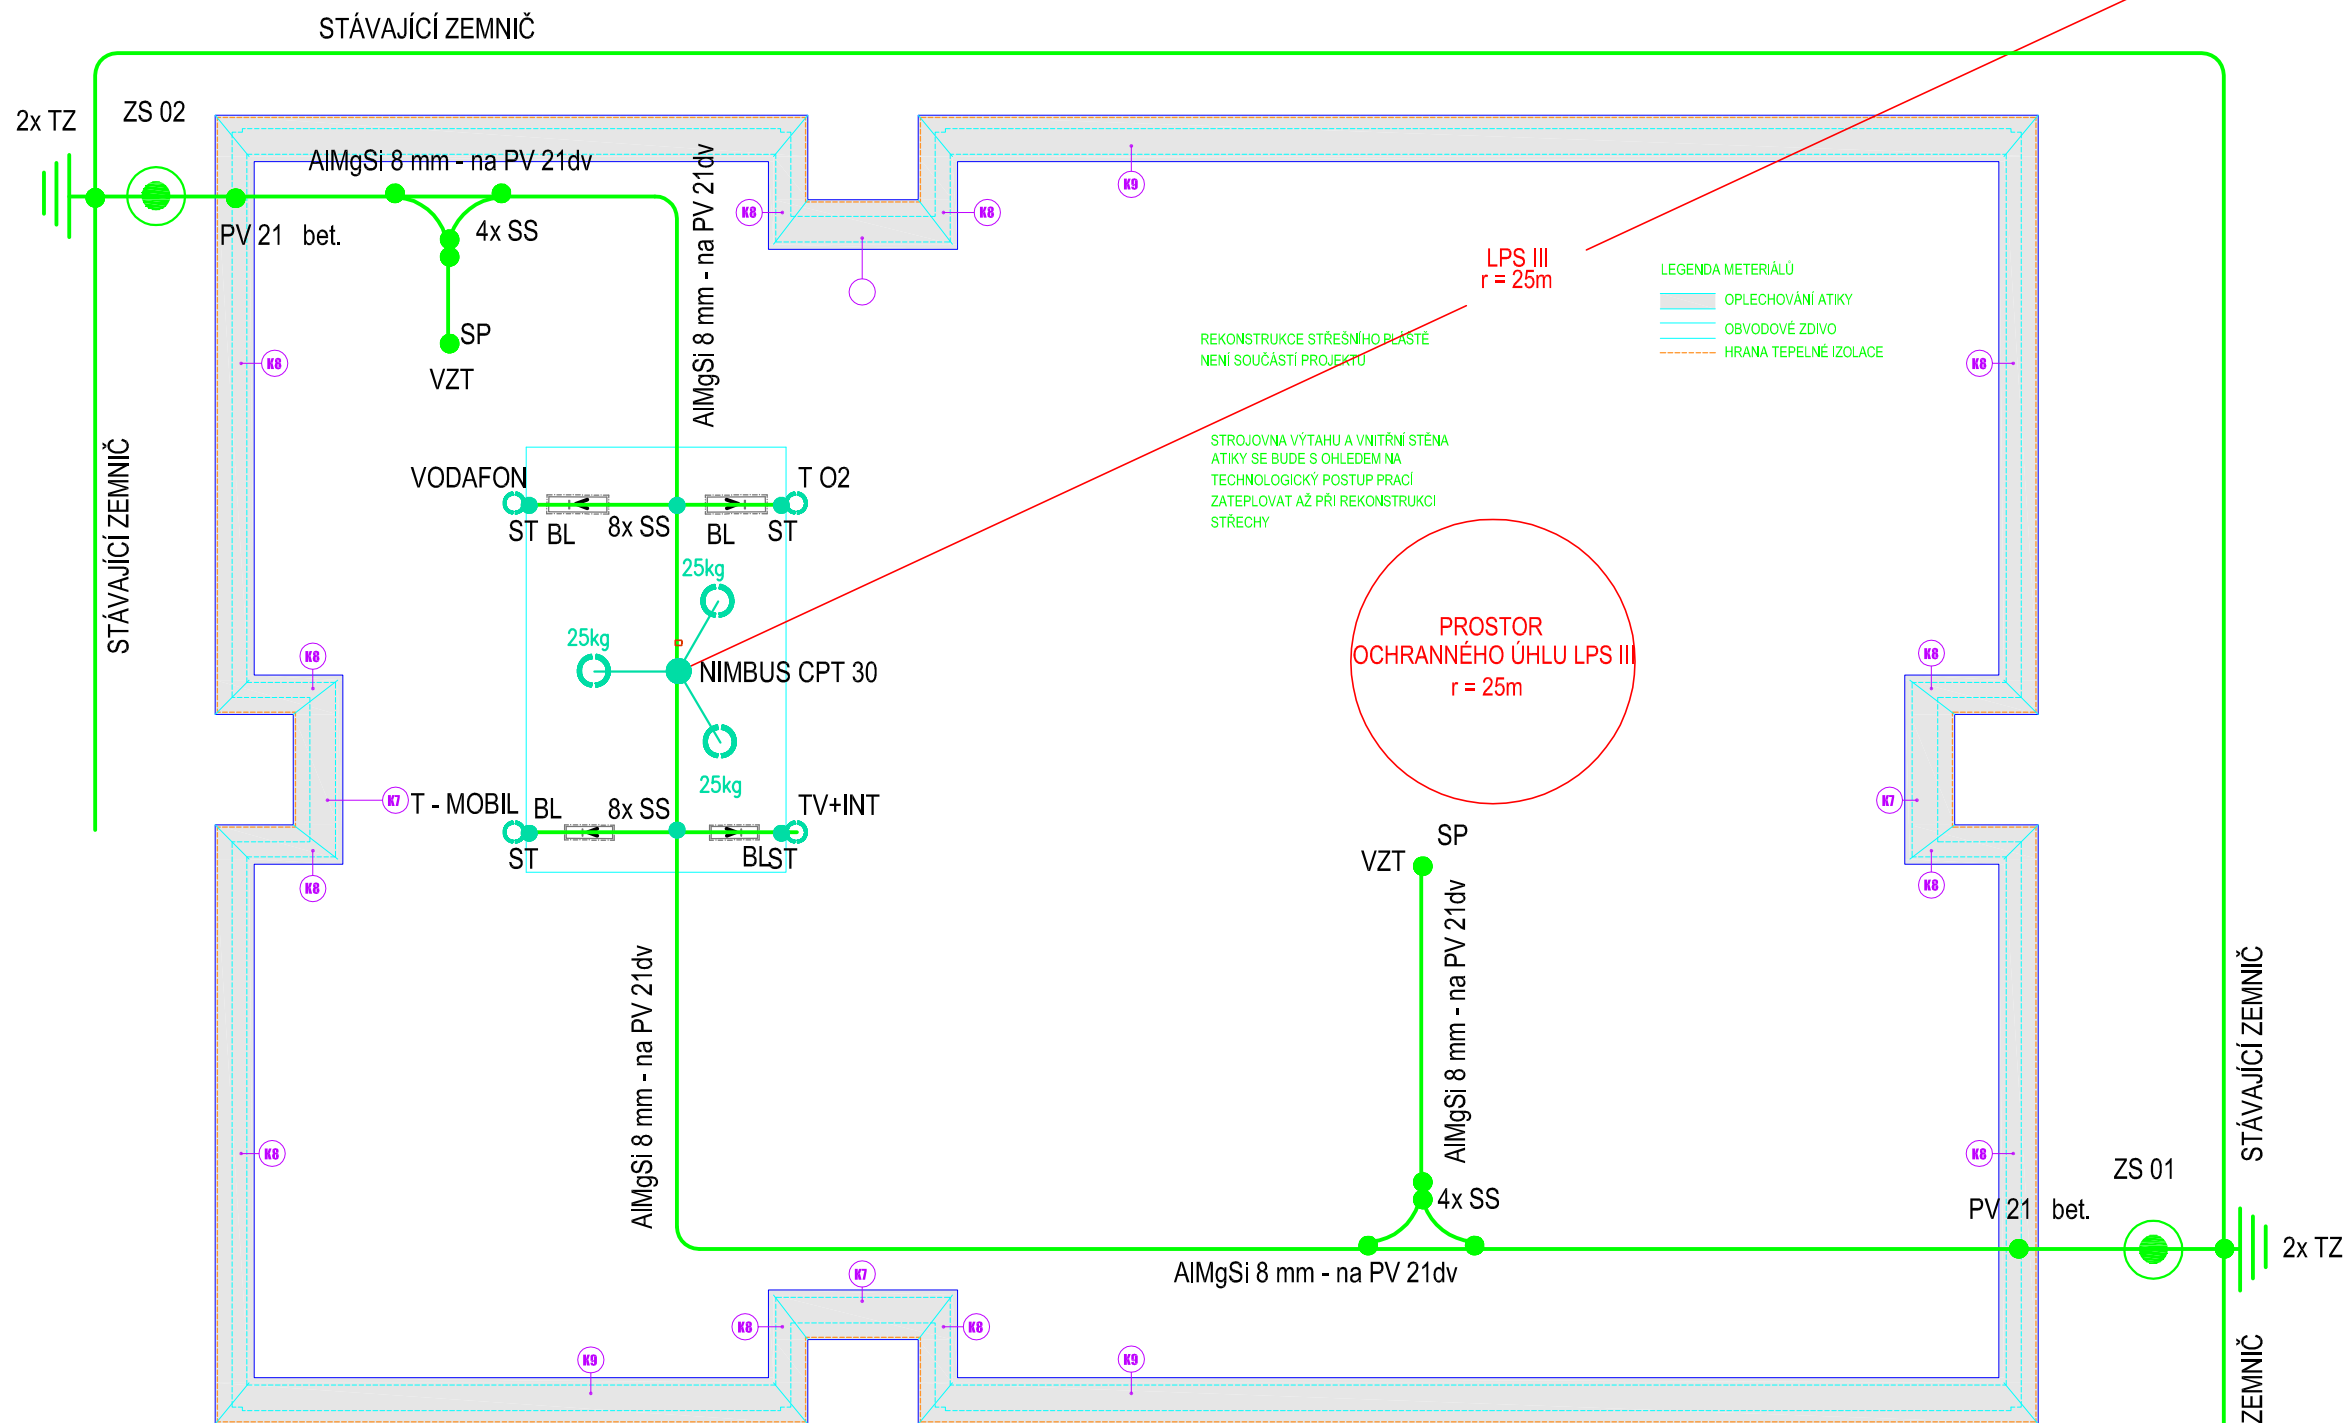 STÁVAJÍCÍ ZEMNIČ
2x TZ
ZS 02
AlMgSi 8 mm - na PV 21dv
PV 21 bet.
4x SS
SP
VZT
AlMgSi 8 mm - na PV 21dv
K8
K8
K9
LPS III
r = 25m
LEGENDA METERIÁLŮ
OPLECHOVÁNÍ ATIKY
OBVODOVÉ ZDIVO
HRANA TEPELNÉ IZOLACE
REKONSTRUKCE STŘEŠNÍHO PLÁSTĚ
NENÍ SOUČÁSTÍ PROJEKTU
K8
K8
STROJOVNA VÝTAHU A VNITŘNÍ STĚNA
ATIKY SE BUDE S OHLEDEM NA
TECHNOLOGICKÝ POSTUP PRACÍ
ZATEPLOVAT AŽ PŘI REKONSTRUKCI
STŘECHY
STÁVAJÍCÍ ZEMNIČ
VODAFON
T O2
ST
BL
8x SS
BL
ST
25kg
25kg
25kg
NIMBUS CPT 30
PROSTOR
OCHRANNÉHO ÚHLU LPS III
r = 25m
K8
K8
K7
K7
T - MOBIL
BL
8x SS
TV+INT
ST
BL
ST
K8
K8
SP
VZT
AlMgSi 8 mm - na PV 21dv
AlMgSi 8 mm - na PV 21dv
STÁVAJÍCÍ ZEMNIČ
K8
K8
ZS 01
4x SS
PV 21 bet.
2x TZ
AlMgSi 8 mm - na PV 21dv
K7
K8
K8
K9
K9
ZEMNIČ